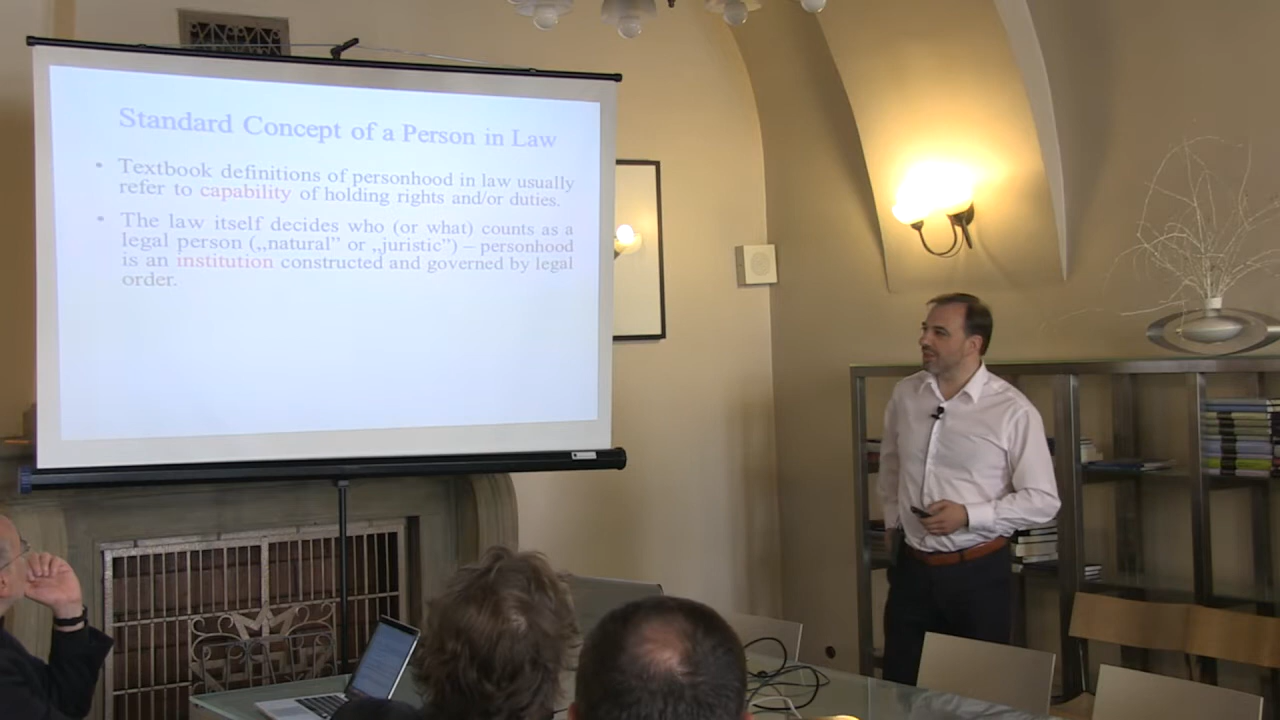 Standard Concept of a Person in Law
• Textbook definitions of personhood in law usually
refer to capability of holding rights and/or duties.
• The law itself decides who (or what) counts as a
legal person („natural” or „juristic”) – personhood
is an institution constructed and governed by legal
order.